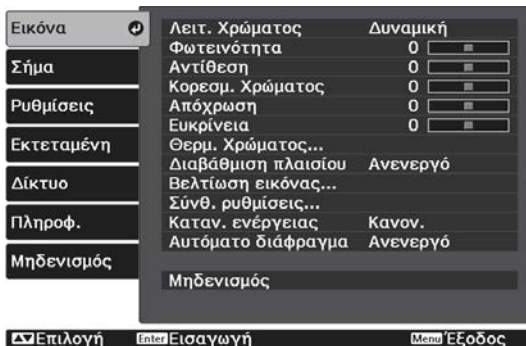 Εικόνα
Σήμα
Ρυθμίσεις
Εκτεταμένη
Δίκτυο
Πληροφ.
Μηδενισμός
Λειτ. Χρώματος Δυναμική
Φωτεινότητα 0
Αντίθεση 0
Κορεσμ. Χρώματος 0
Απόχρωση 0
Ευκρίνεια 0
Θερμ. Χρώματος...
Διαβάθμιση πλαισίου Ανενεργό
Βελτίωση εικόνας...
Σύνθ. ρυθμίσεις...
Καταν. ενέργειας Κανον.
Αυτόματο διάφραγμα Ανενεργό
Μηδενισμός
Επιλογή Enter Εισαγωγή Menu Έξοδος